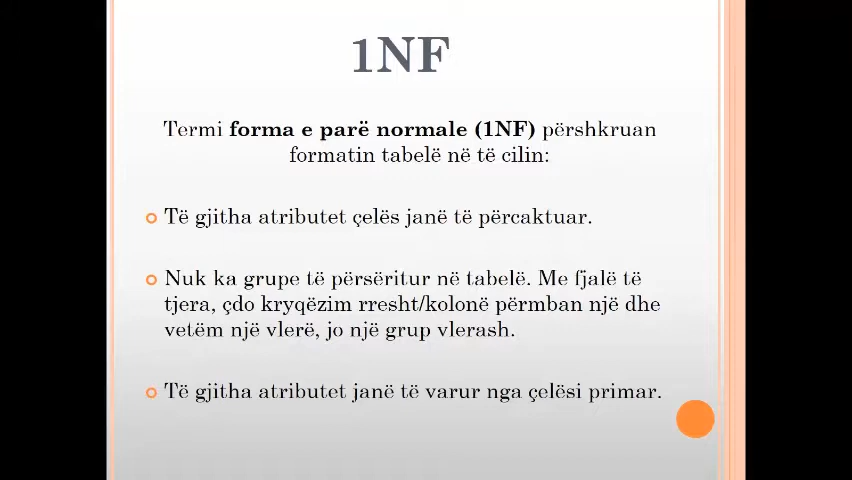 1NF
Termi forma e parë normale (1NF) përshkruan
formatin tabelë në të cilin:
Të gjitha atributet çelës janë të përcaktuar.
Nuk ka grupe të përsëritur në tabelë. Me fjalë të
tjera, çdo kryqëzim rresht/kolonë përmban një dhe
vetëm një vlerë, jo një grup vlerash.
Të gjitha atributet janë të varur nga çelësi primar.